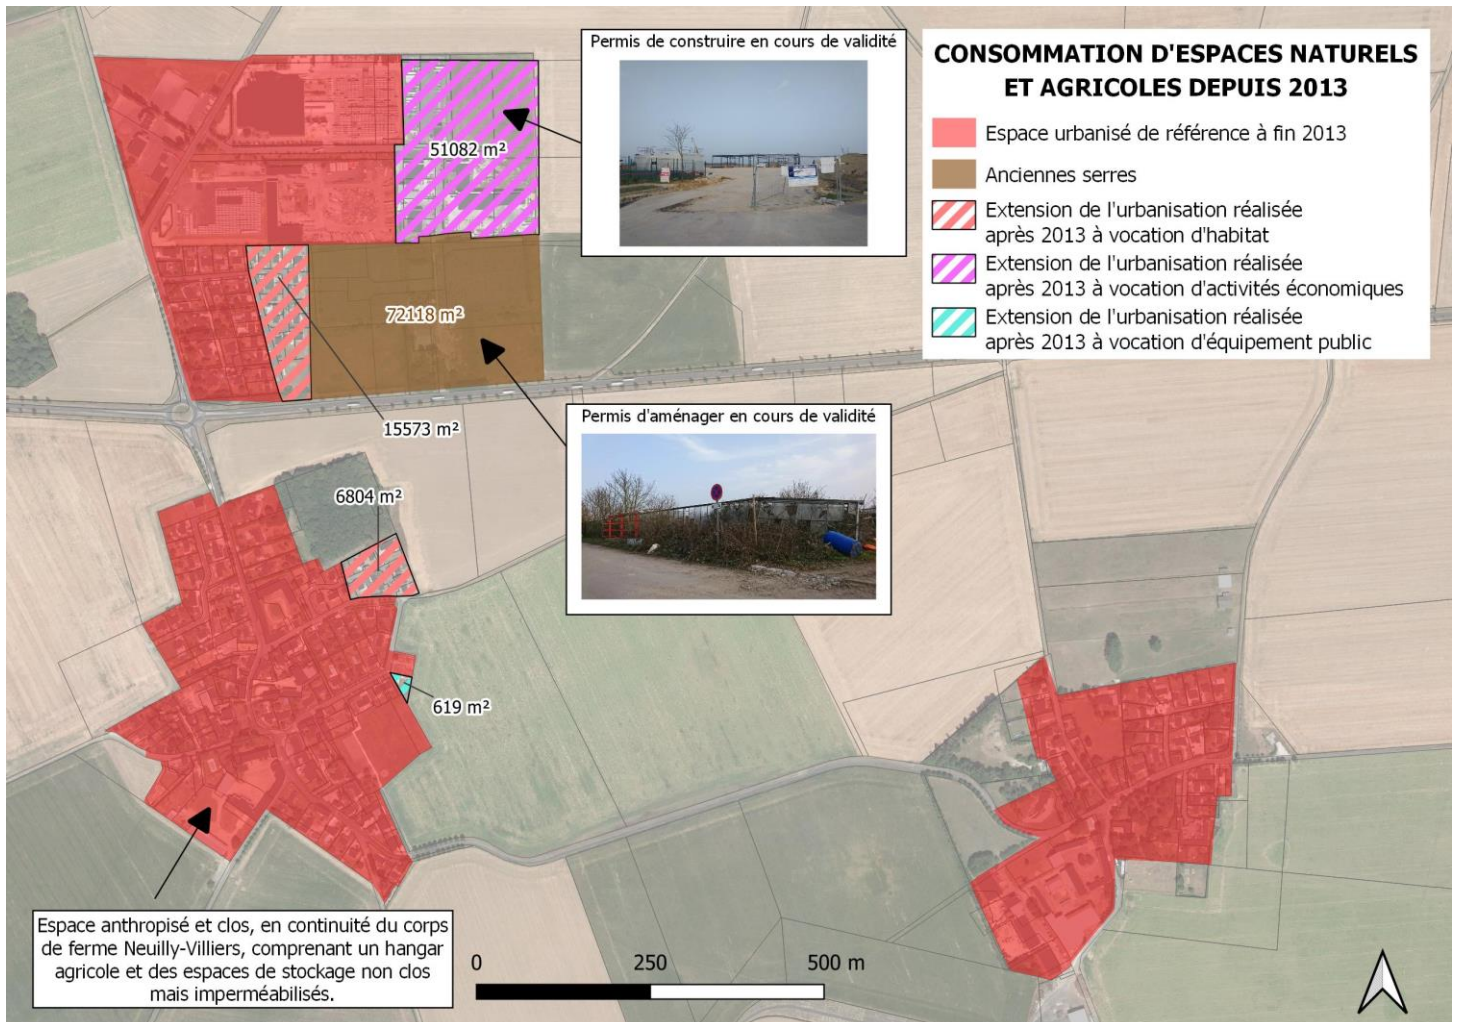 Permis de construire en cours de validité
CONSOMMATION D'ESPACES NATURELS
ET AGRICOLES DEPUIS 2013
Espace urbanisé de référence à fin 2013
Anciennes serres
Extension de l'urbanisation réalisée
après 2013 à vocation d'habitat
Extension de l'urbanisation réalisée
après 2013 à vocation d'activités économiques
Extension de l'urbanisation réalisée
après 2013 à vocation d'équipement public
51082 m²
72118 m²
15573 m²
Permis d'aménager en cours de validité
6804 m²
619 m²
Espace anthropisé et clos, en continuité du corps
de ferme Neuilly-Villiers, comprenant un hangar
agricole et des espaces de stockage non clos
mais imperméabilisés.
0 250 500 m